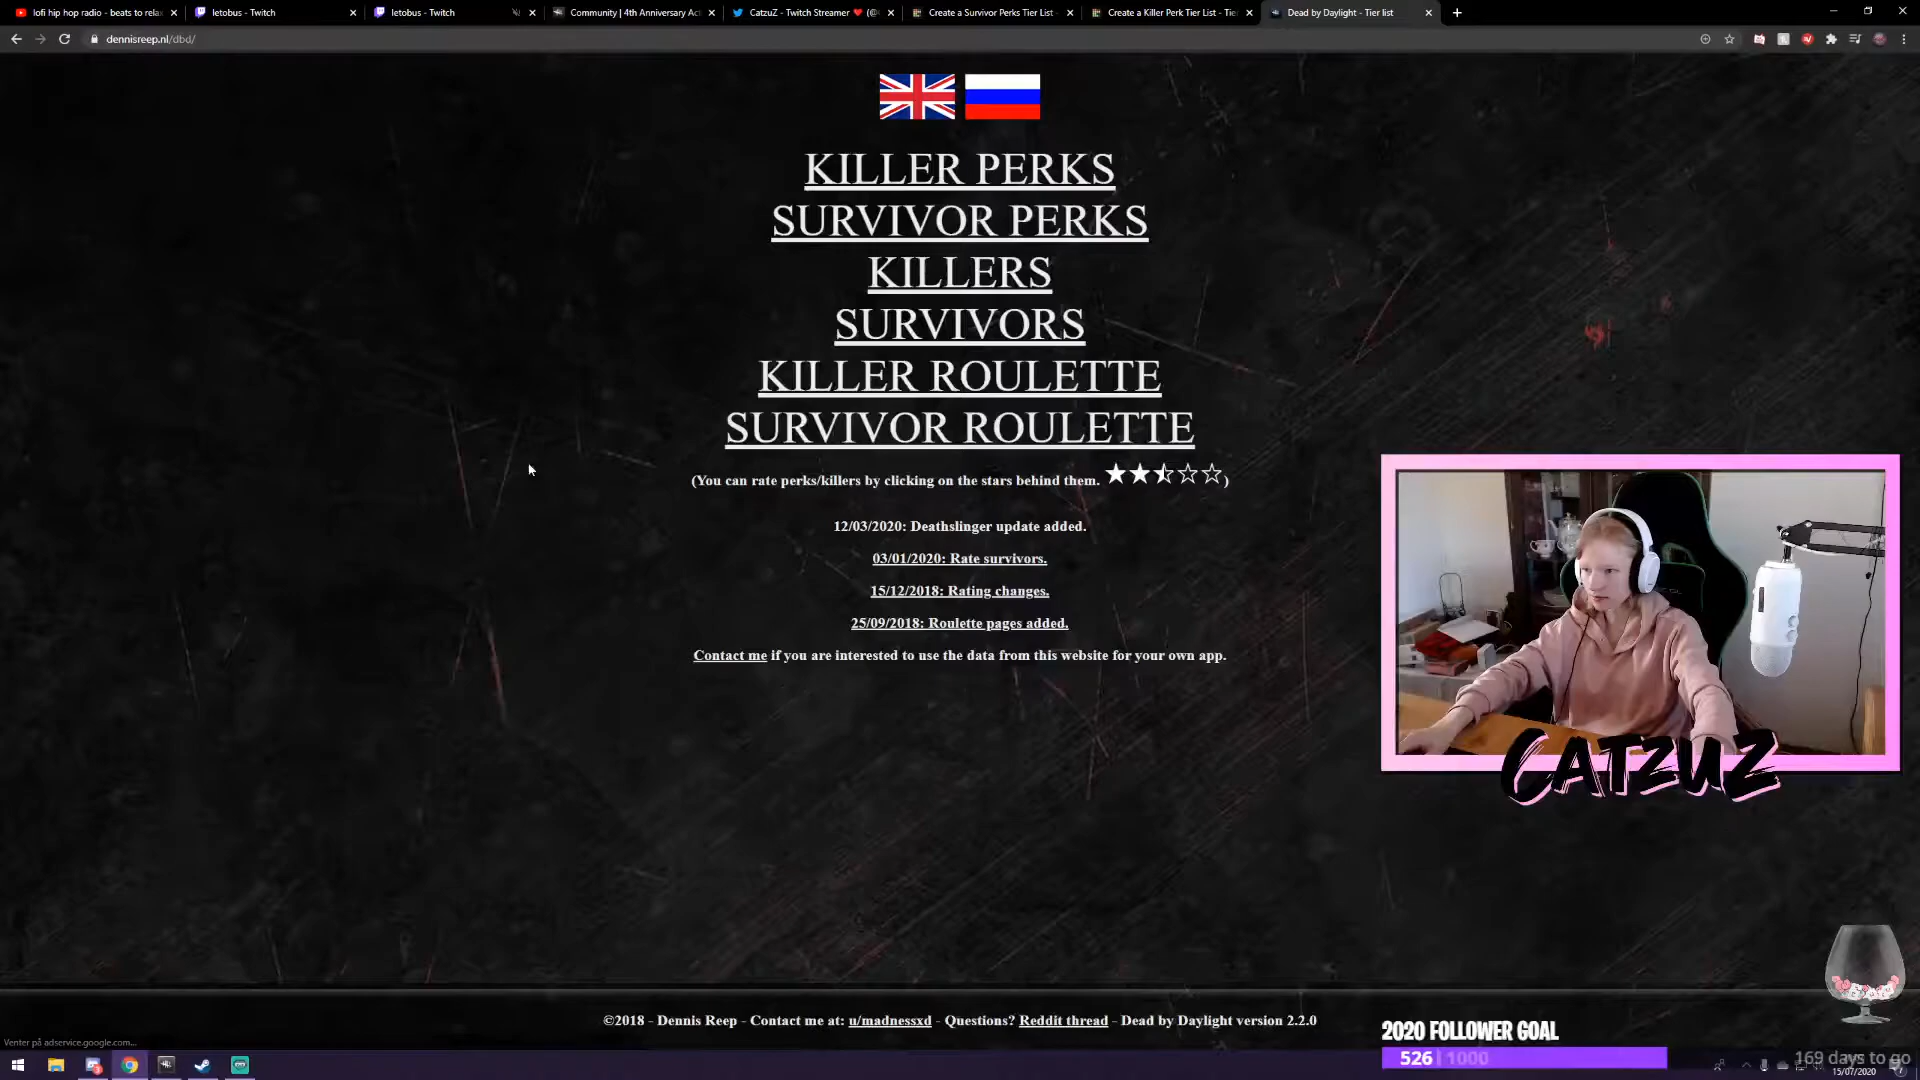 lofi hip hop radio - beats to rela
letobus - Twitch
letobus - Twitch
Community | 4th Anniversary Ac
CatzuZ - Twitch Streamer ❤️ (@
Create a Survivor Perks Tier List -
Create a Killer Perk Tier List - Tie
Dead by Daylight - Tier list
dennisreep.nl/dbd/
KILLER PERKS
SURVIVOR PERKS
KILLERS
SURVIVORS
KILLER ROULETTE
SURVIVOR ROULETTE
(You can rate perks/killers by clicking on the stars behind them. ★★⯪☆☆)
12/03/2020: Deathslinger update added.
03/01/2020: Rate survivors.
15/12/2018: Rating changes.
25/09/2018: Roulette pages added.
Contact me if you are interested to use the data from this website for your own app.
CATZUZ
©2018 - Dennis Reep - Contact me at: u/madnessxd - Questions? Reddit thread - Dead by Daylight version 2.2.0
2020 FOLLOWER GOAL
526 | 1000
169 days to go
Venter på adservice.google.com...
15/07/2020